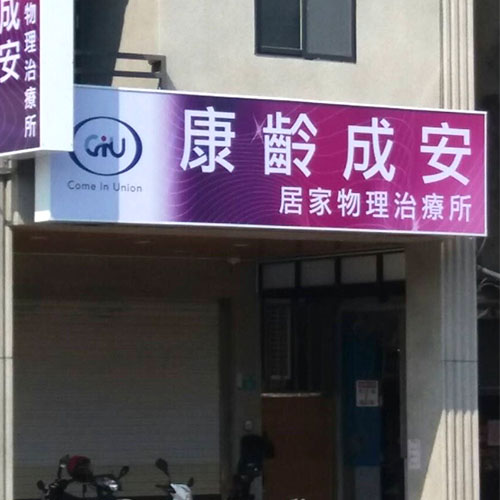 成安
物理治療所
CiU
Come In Union
康齡成安
居家物理治療所